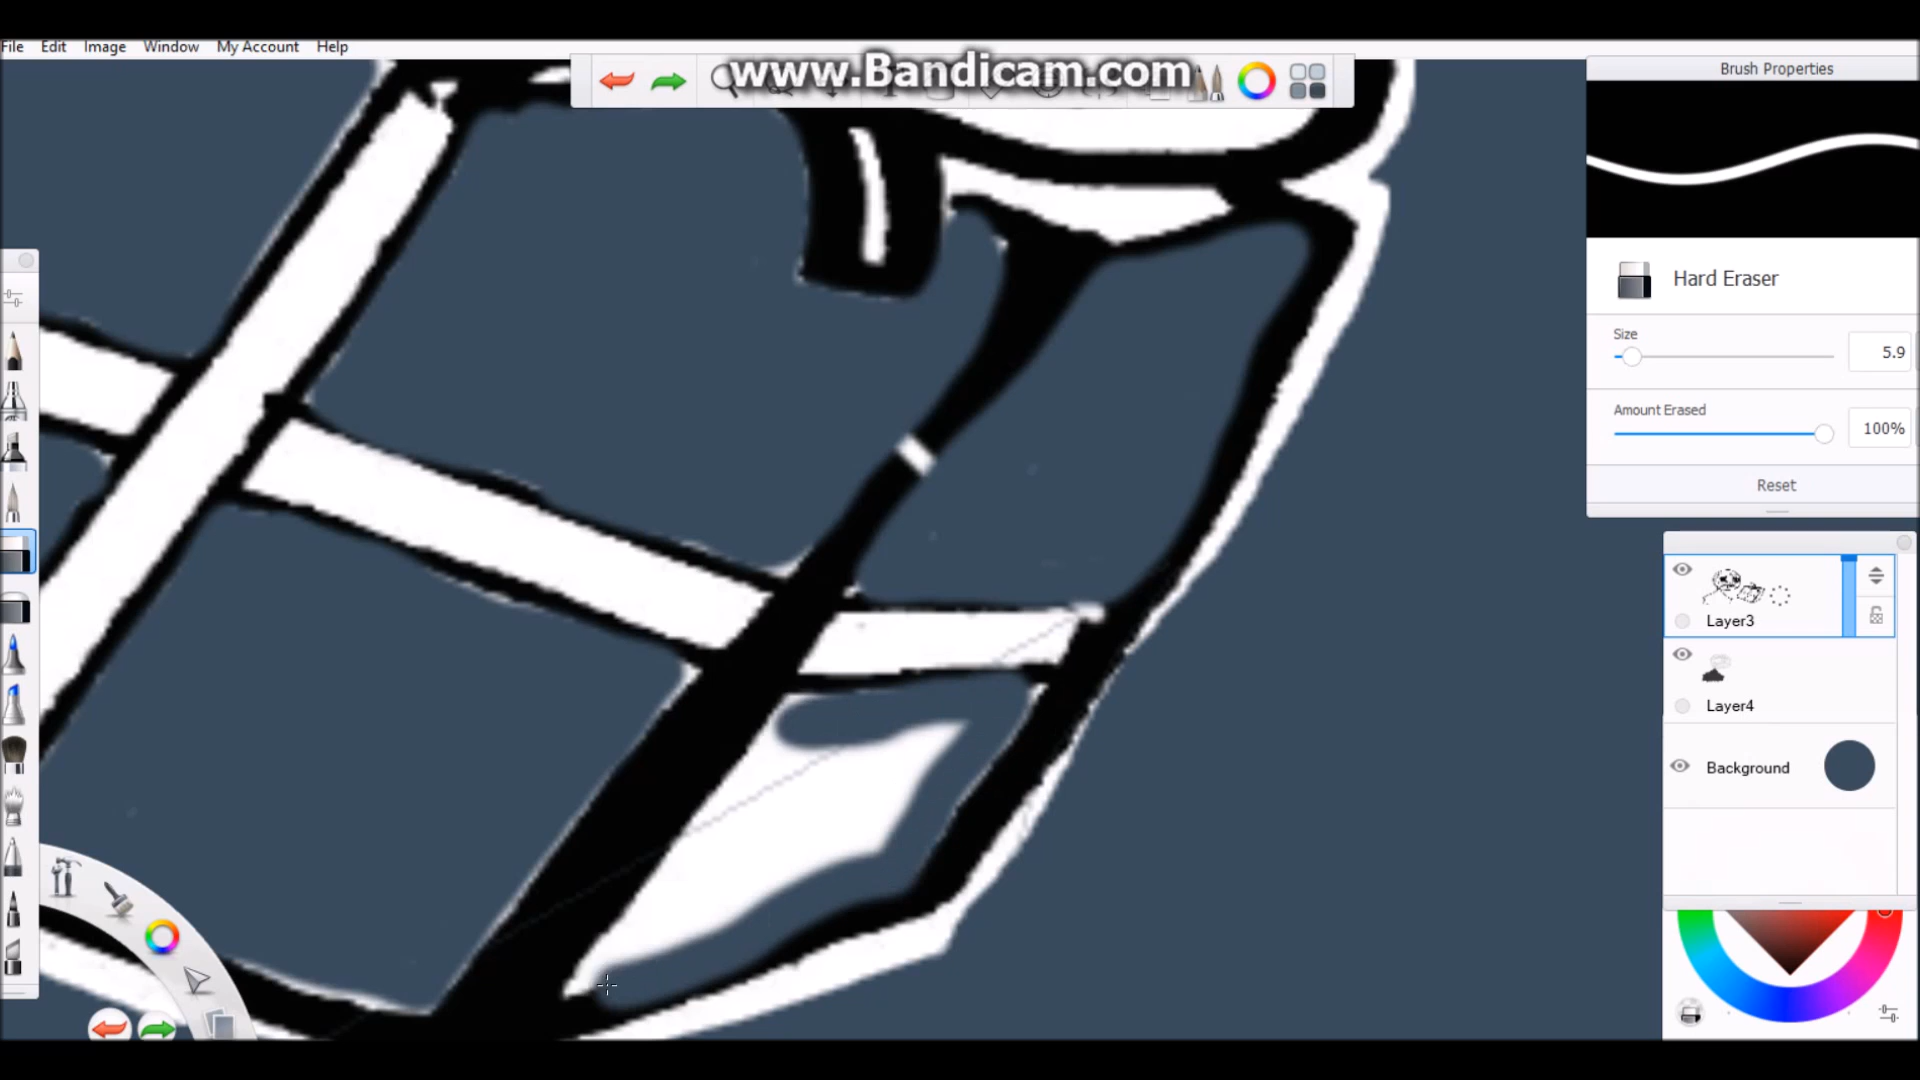 File Edit Image Window My Account Help
www.Bandicam.com
Brush Properties
Hard Eraser
Size
5.9
Amount Erased
100%
Reset
Layer3
Layer4
Background